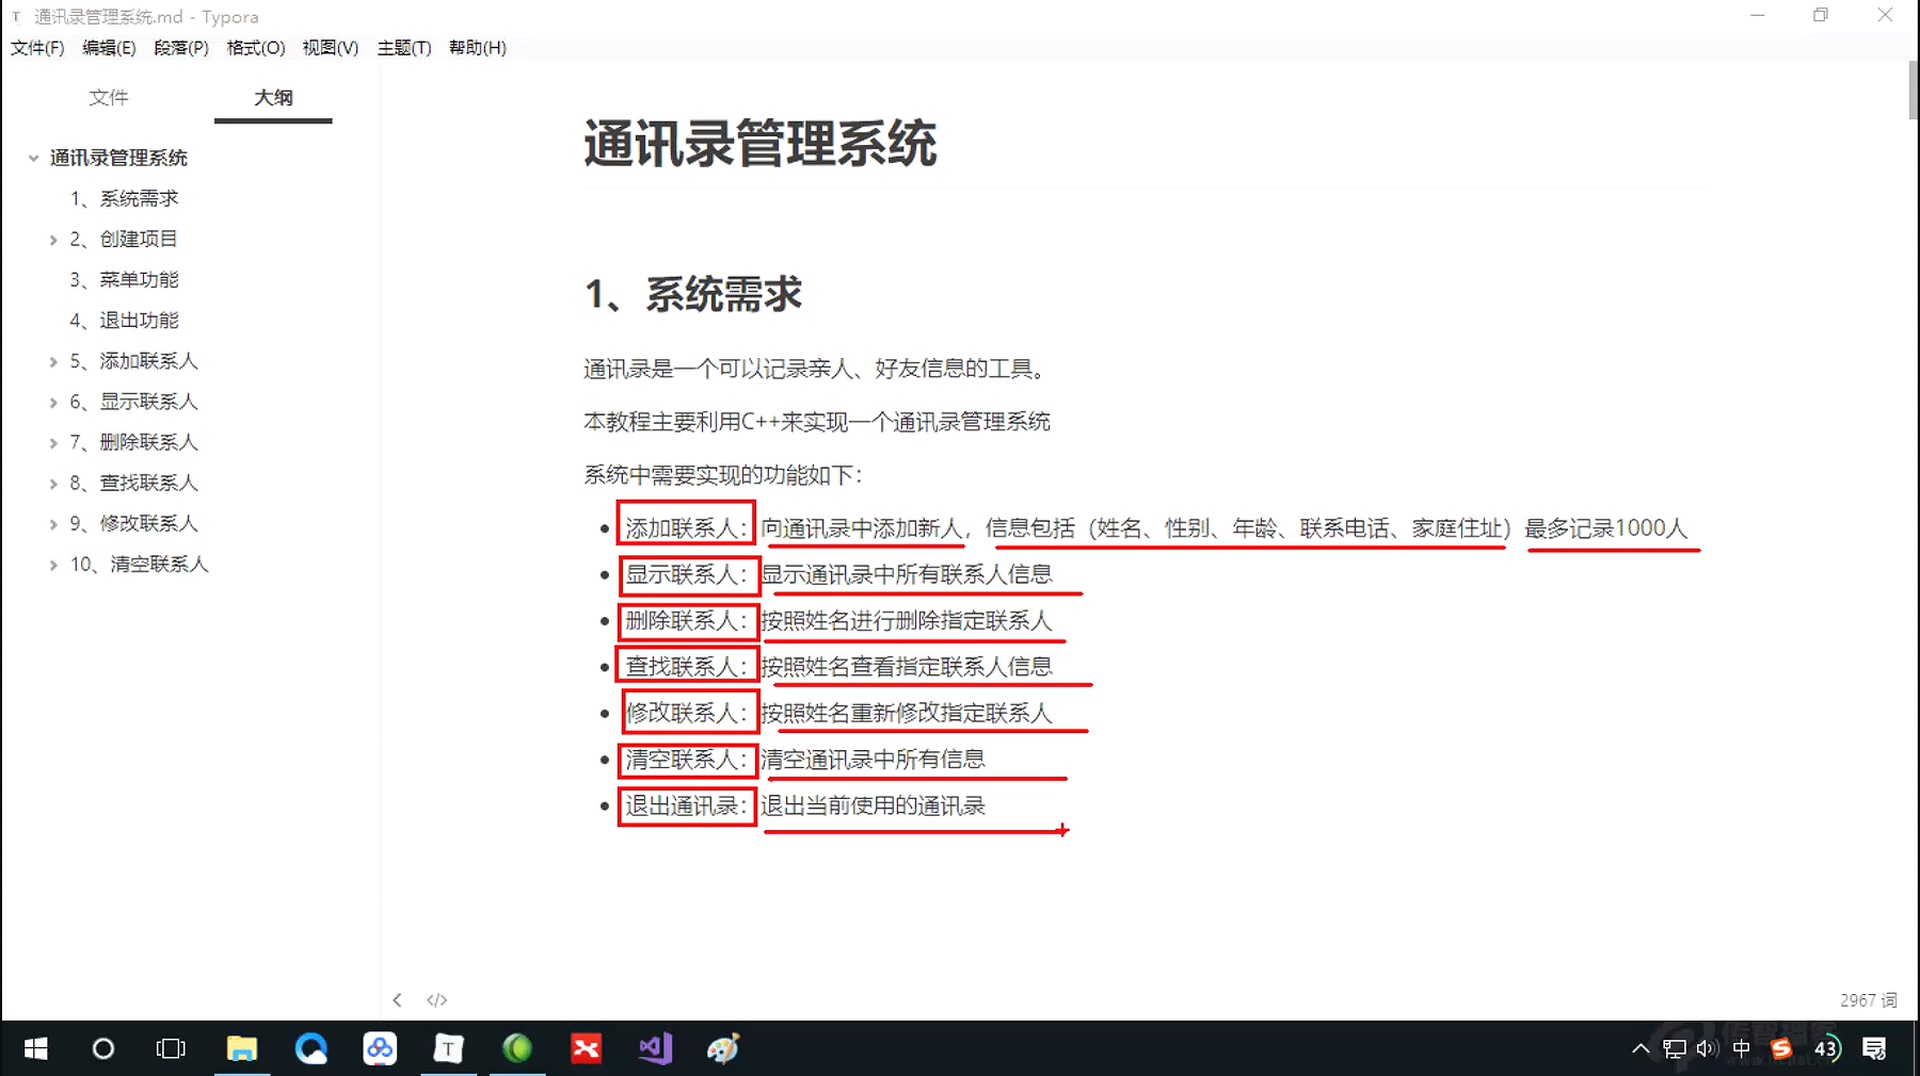 通讯录管理系统.md - Typora
文件(F) 编辑(E) 段落(P) 格式(O) 视图(V) 主题(T) 帮助(H)
文件 大纲
通讯录管理系统
1、系统需求
2、创建项目
3、菜单功能
4、退出功能
5、添加联系人
6、显示联系人
7、删除联系人
8、查找联系人
9、修改联系人
10、清空联系人
通讯录管理系统
1、系统需求
通讯录是一个可以记录亲人、好友信息的工具。
本教程主要利用C++来实现一个通讯录管理系统
系统中需要实现的功能如下：
添加联系人：向通讯录中添加新人，信息包括（姓名、性别、年龄、联系电话、家庭住址）最多记录1000人
显示联系人：显示通讯录中所有联系人信息
删除联系人：按照姓名进行删除指定联系人
查找联系人：按照姓名查看指定联系人信息
修改联系人：按照姓名重新修改指定联系人
清空联系人：清空通讯录中所有信息
退出通讯录：退出当前使用的通讯录
2967 词
中 43